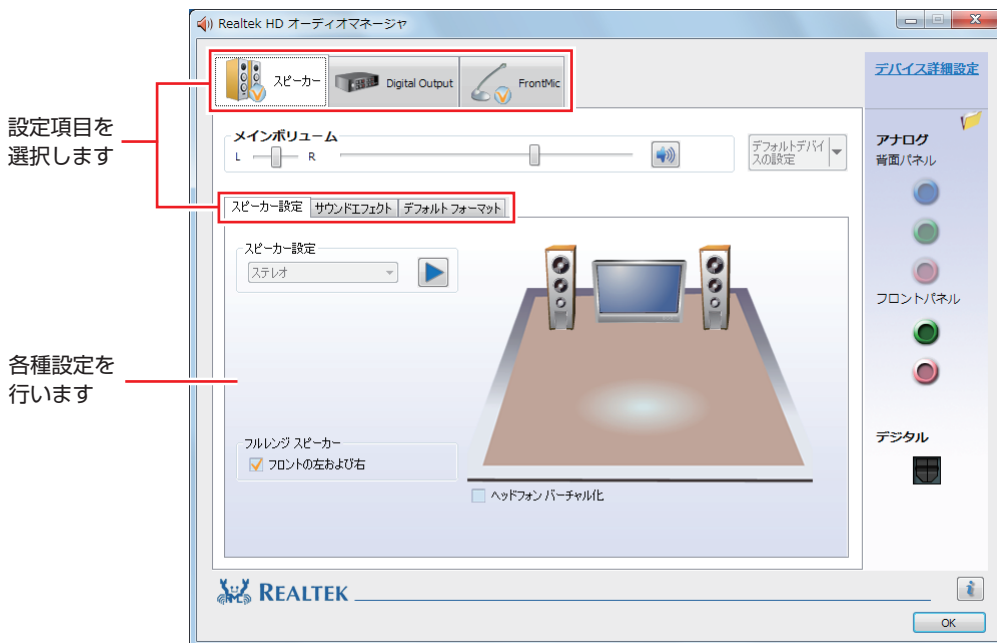 Realtek HD オーディオマネージャ
スピーカー
Digital Output
FrontMic
デバイス詳細設定
設定項目を
選択します
メインボリューム
L
R
デフォルトデバイ
スの設定
アナログ
背面パネル
スピーカー設定
サウンドエフェクト
デフォルト フォーマット
スピーカー設定
ステレオ
フロントパネル
各種設定を
行います
フルレンジ スピーカー
フロントの左および右
デジタル
ヘッドフォン バーチャル化
REALTEK
OK